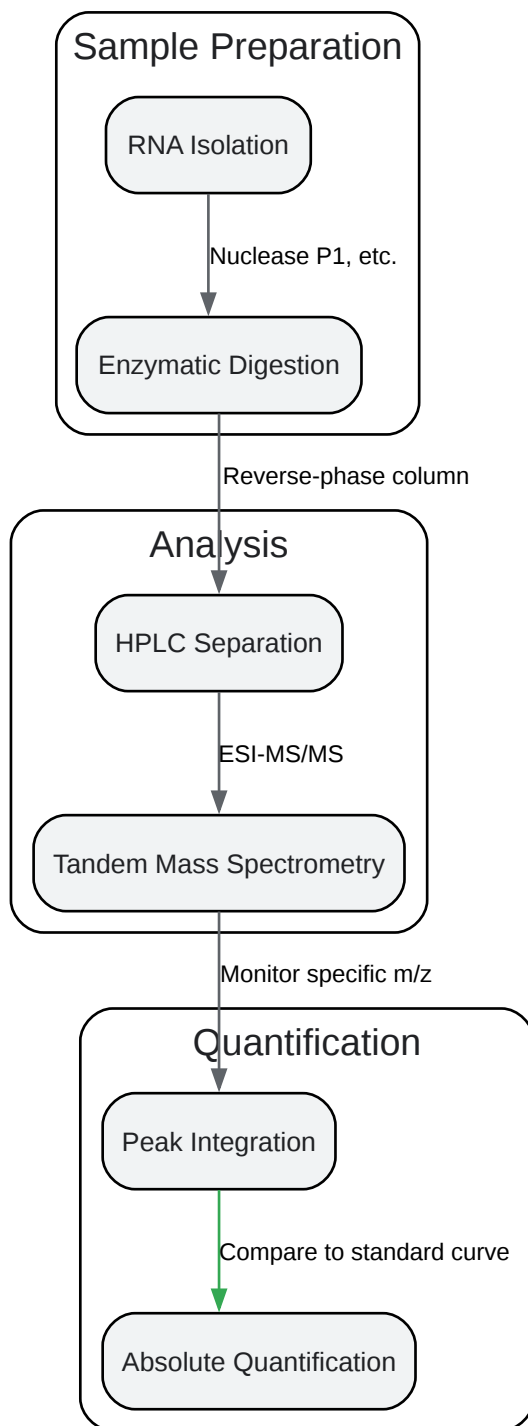 Sample Preparation
RNA Isolation
Nuclease P1, etc.
Enzymatic Digestion
Reverse-phase column
Analysis
HPLC Separation
ESI-MS/MS
Tandem Mass Spectrometry
Monitor specific m/z
Quantification
Peak Integration
Compare to standard curve
Absolute Quantification